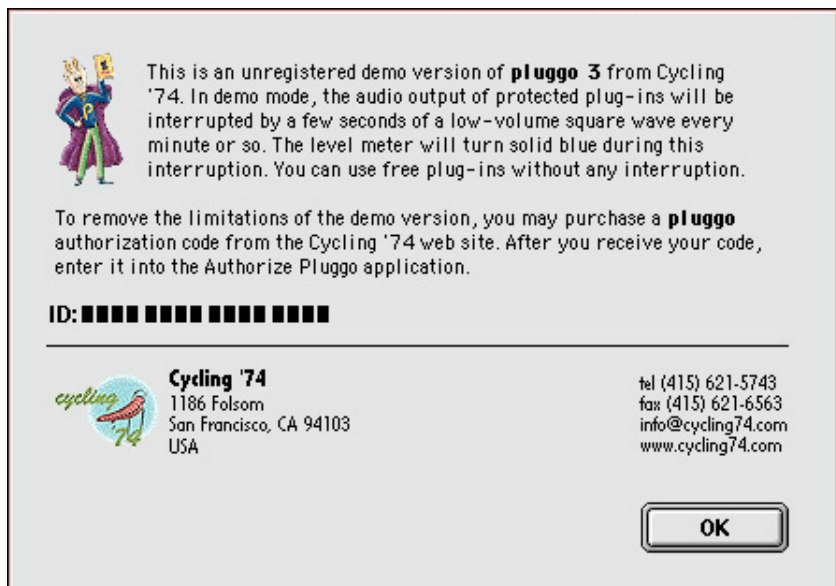 This is an unregistered demo version of pluggo 3 from Cycling
'74. In demo mode, the audio output of protected plug-ins will be
interrupted by a few seconds of a low-volume square wave every
minute or so. The level meter will turn solid blue during this
interruption. You can use free plug-ins without any interruption.
To remove the limitations of the demo version, you may purchase a pluggo
authorization code from the Cycling '74 web site. After you receive your code,
enter it into the Authorize Pluggo application.
ID:
cycling '74
Cycling '74
1186 Folsom
San Francisco, CA 94103
USA
tel (415) 621-5743
fax (415) 621-6563
info@cycling74.com
www.cycling74.com
OK